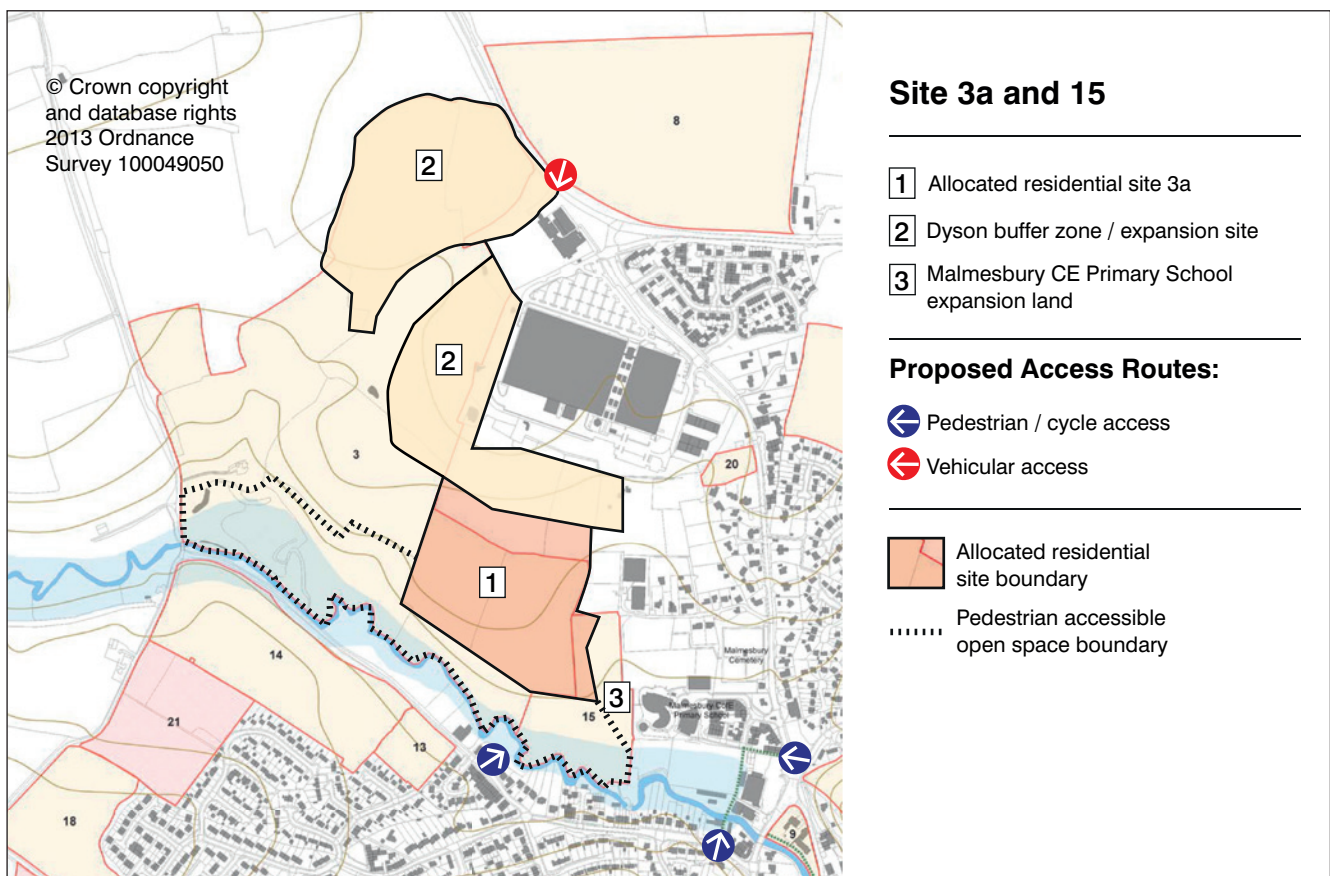 © Crown copyright
and database rights
2013 Ordnance
Survey 100049050
2
8
2
3
20
1
14
21
13
18
3
15
Malmesbury
Cemetery
Malmesbury C/E
Primary School
9
Site 3a and 15
1 Allocated residential site 3a
2 Dyson buffer zone / expansion site
3 Malmesbury CE Primary School
expansion land
Proposed Access Routes:
Pedestrian / cycle access
Vehicular access
Allocated residential
site boundary
Pedestrian accessible
open space boundary